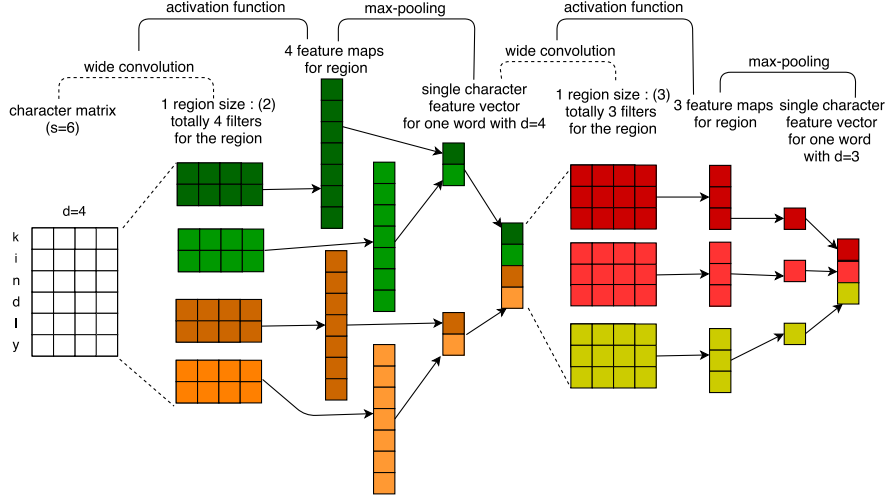 activation function
max-pooling
activation function
wide convolution
4 feature maps
for region
wide convolution
max-pooling
character matrix
(s=6)
1 region size : (2)
totally 4 filters
for the region
single character
feature vector
for one word with d=4
1 region size : (3)
totally 3 filters
for the region
3 feature maps
for region
single character
feature vector
for one word
with d=3
d=4
k
i
n
d
l
y